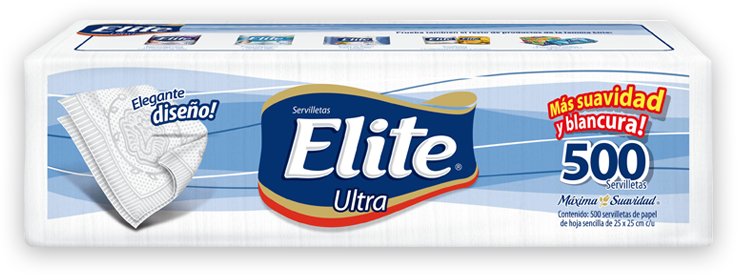 Prueba también el resto de productos de la familia Elite:
Elegante
diseño!
Servilletas
Elite®
Ultra
Más suavidad
y blancura!
500
Servilletas
Máxima Suavidad®
Contenido: 500 servilletas de papel
de hoja sencilla de 25 x 25 cm c/u